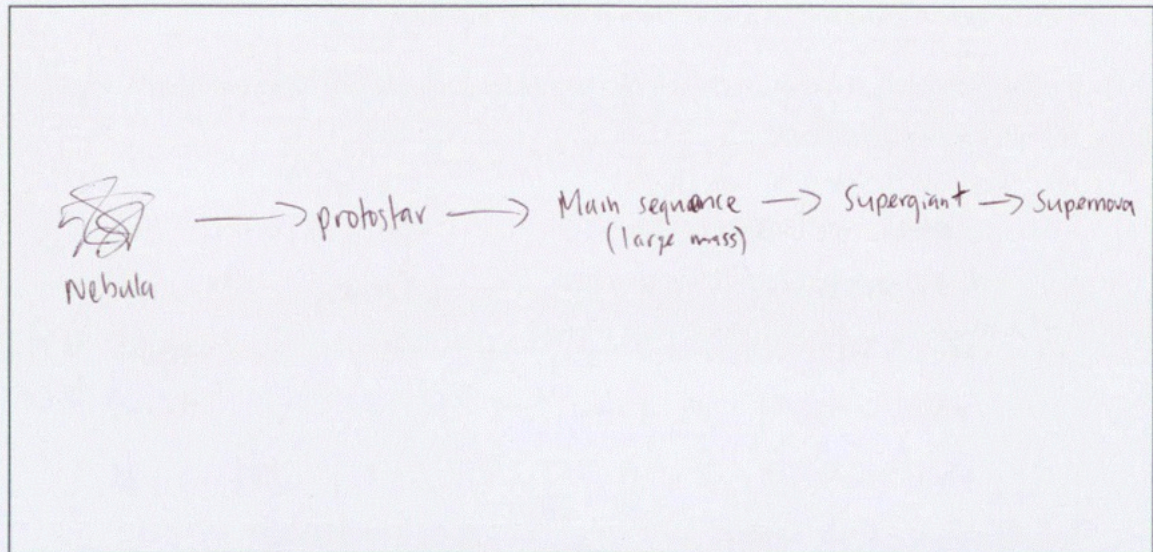 Nebula
protostar
Main sequence
(large mass)
Supergiant
Supernova